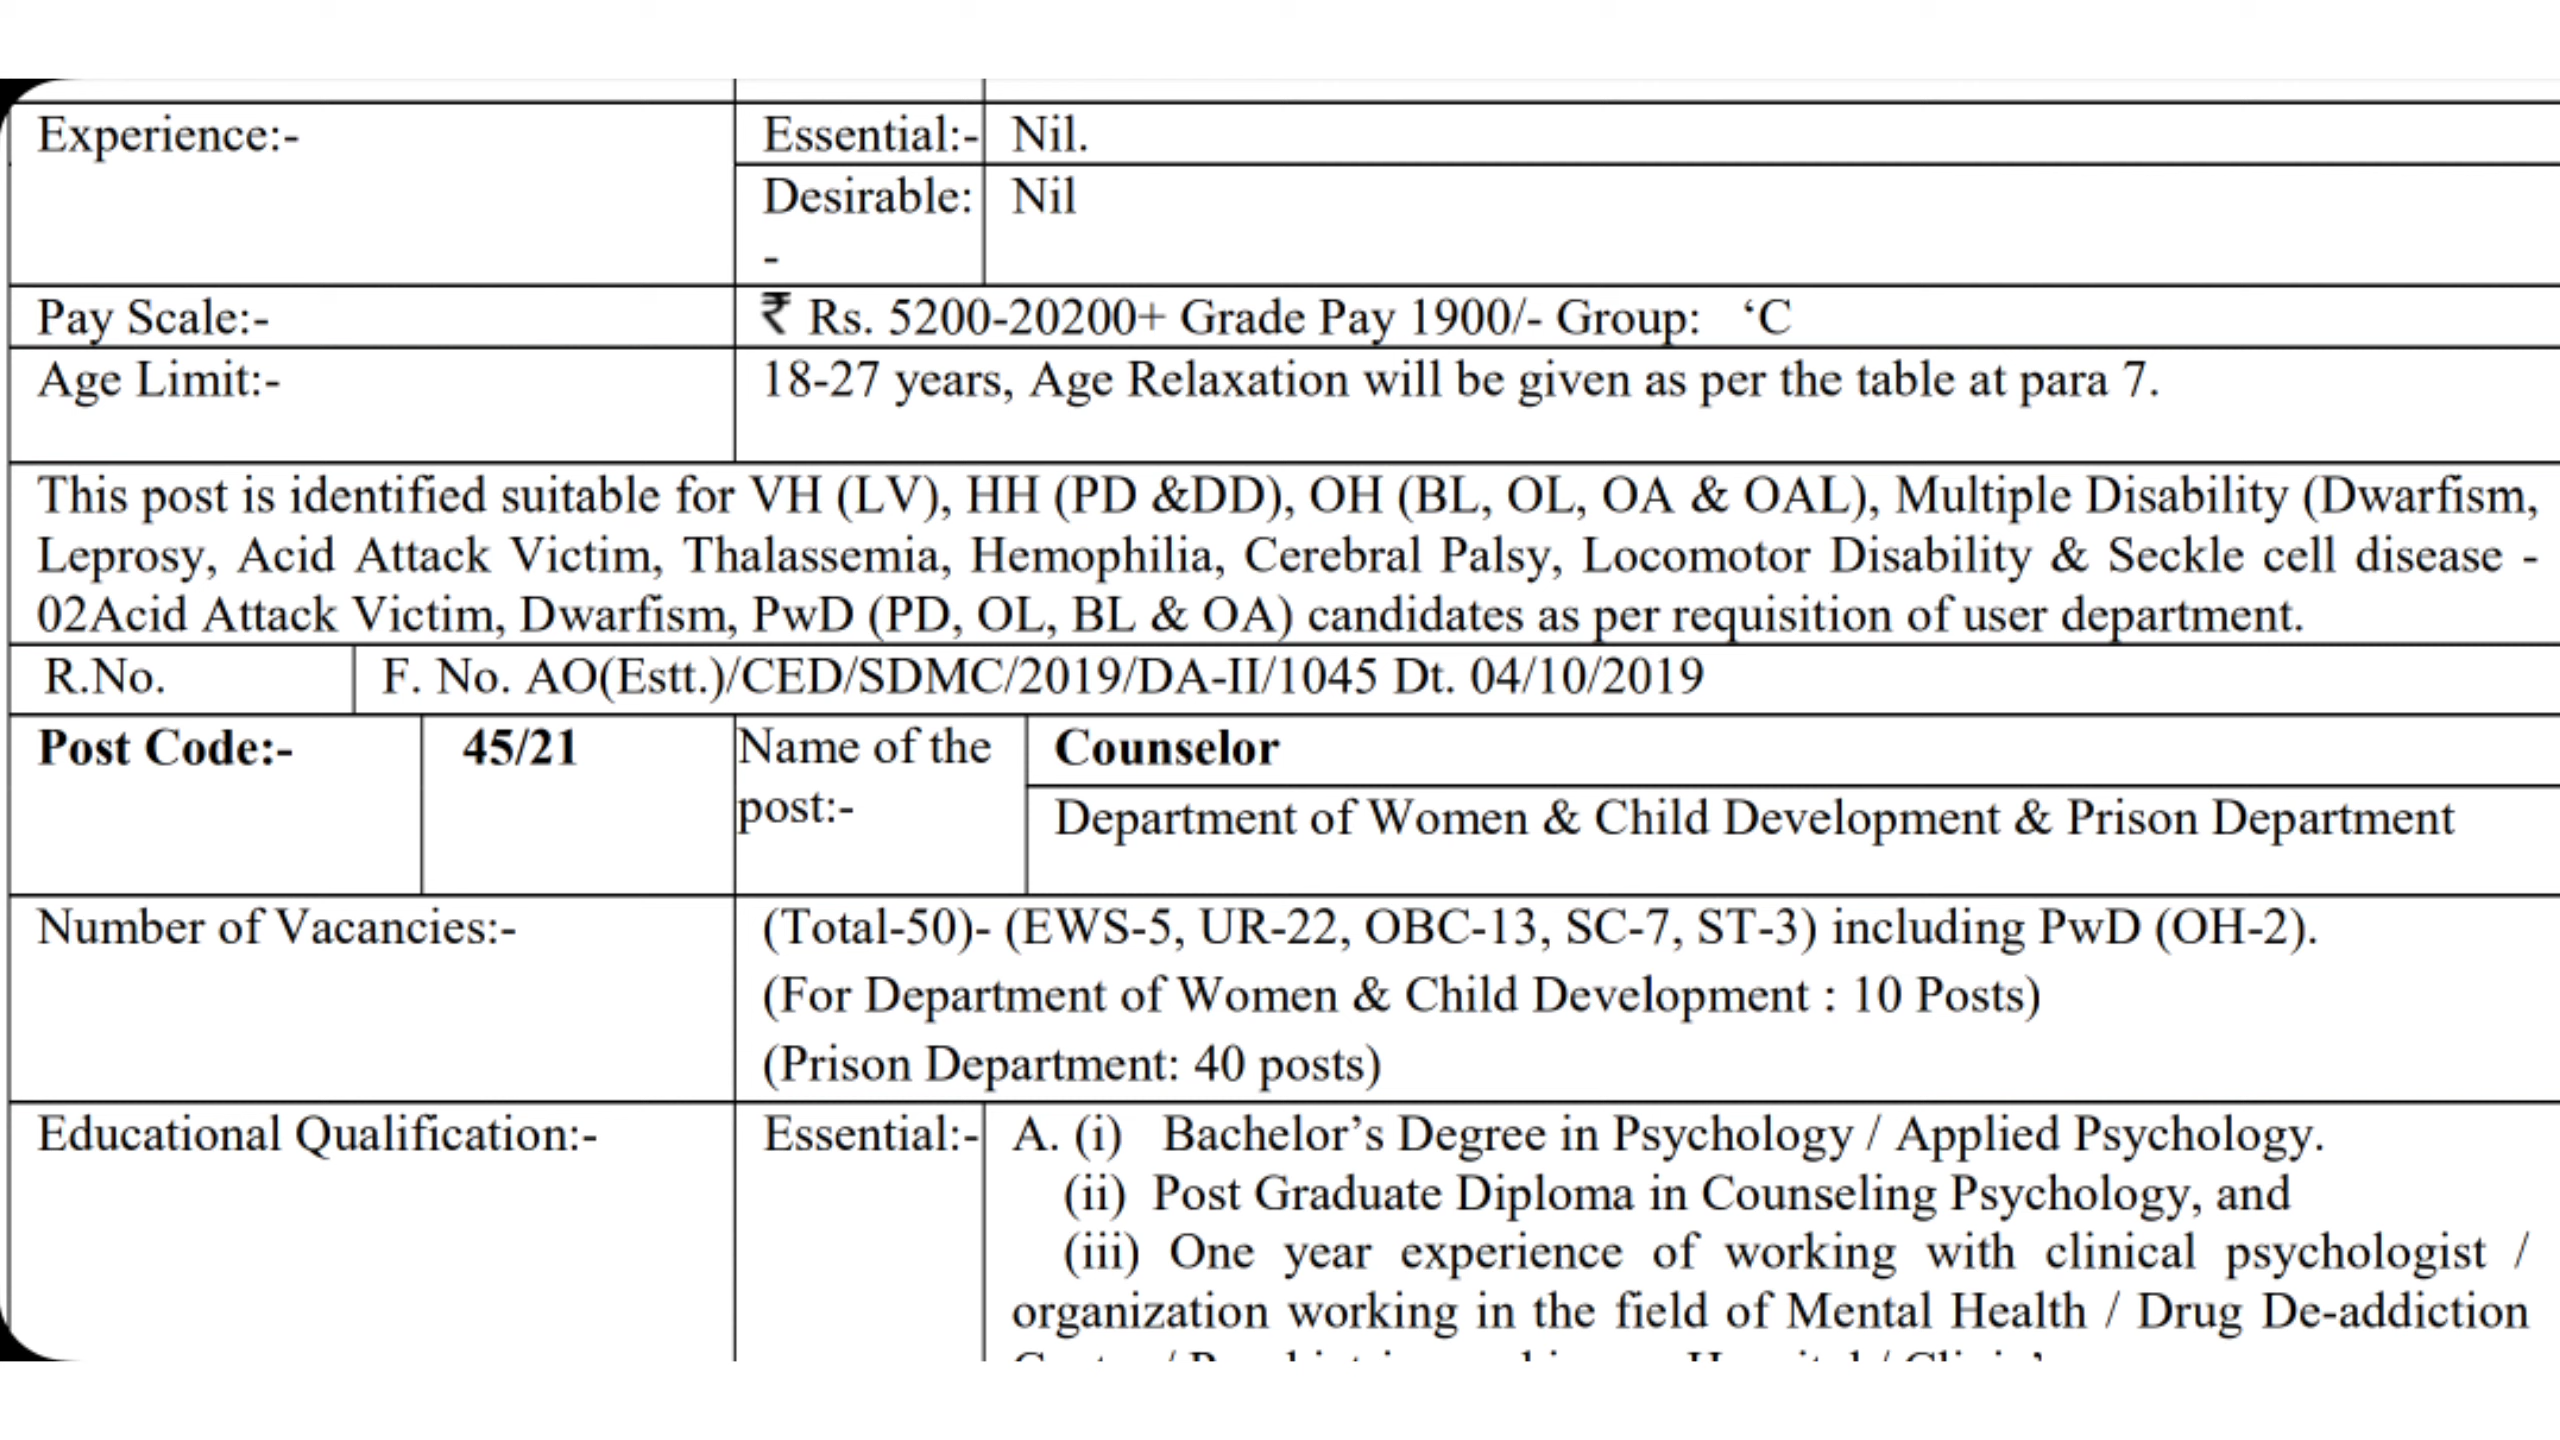 Experience:- Essential:- Nil.
Desirable: Nil
-
Pay Scale:- ₹ Rs. 5200-20200+ Grade Pay 1900/- Group: ‘C
Age Limit:- 18-27 years, Age Relaxation will be given as per the table at para 7.
This post is identified suitable for VH (LV), HH (PD &DD), OH (BL, OL, OA & OAL), Multiple Disability (Dwarfism,
Leprosy, Acid Attack Victim, Thalassemia, Hemophilia, Cerebral Palsy, Locomotor Disability & Seckle cell disease -
02Acid Attack Victim, Dwarfism, PwD (PD, OL, BL & OA) candidates as per requisition of user department.
R.No. F. No. AO(Estt.)/CED/SDMC/2019/DA-II/1045 Dt. 04/10/2019
Post Code:- 45/21 Name of the Counselor
post:- Department of Women & Child Development & Prison Department
Number of Vacancies:- (Total-50)- (EWS-5, UR-22, OBC-13, SC-7, ST-3) including PwD (OH-2).
(For Department of Women & Child Development : 10 Posts)
(Prison Department: 40 posts)
Educational Qualification:- Essential:- A. (i) Bachelor’s Degree in Psychology / Applied Psychology.
(ii) Post Graduate Diploma in Counseling Psychology, and
(iii) One year experience of working with clinical psychologist /
organization working in the field of Mental Health / Drug De-addiction